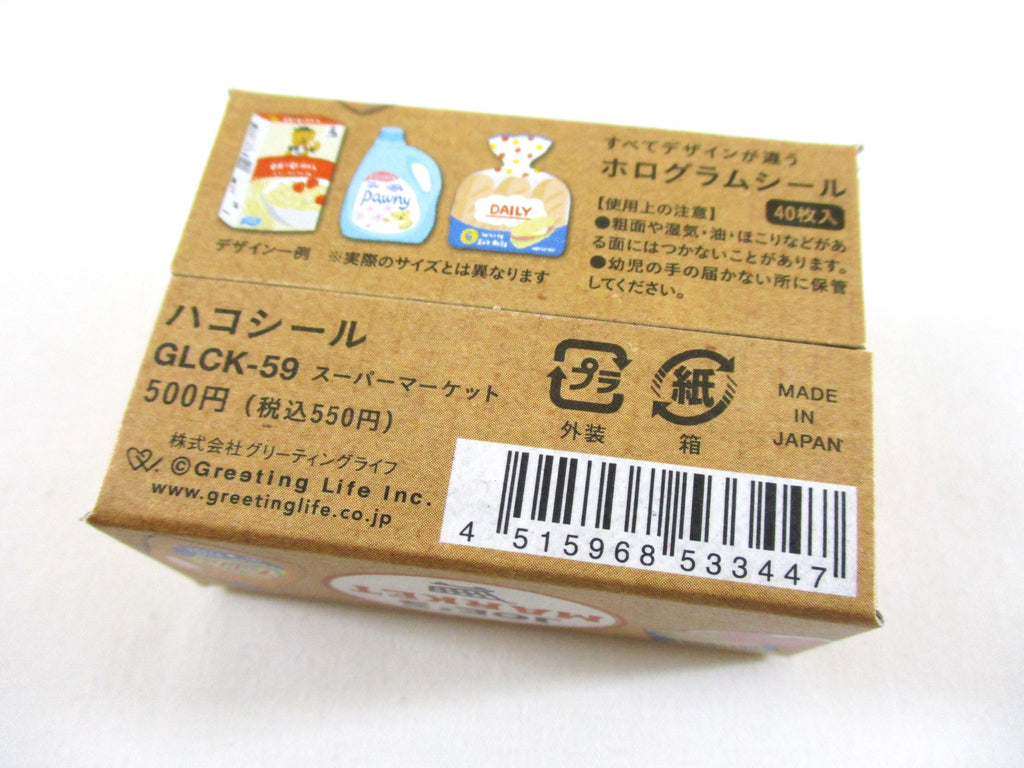 すべてデザインが違う
ホログラムシール
【使用上の注意】 40枚入
●粗面や湿気・油・ほこりなどがあ
る面にはつかないことがあります。
●幼児の手の届かない所に保管
してください。
Pawny
DAILY
6
デザイン一例 ※実際のサイズとは異なります
ハコシール
GLCK-59 スーパーマーケット
500円 (税込550円)
株式会社グリーティングライフ
©Greeting Life Inc.
www.greetinglife.co.jp
プラ
外装
紙
箱
MADE
IN
JAPAN
4 515968 533447
JOE'S
MARKET